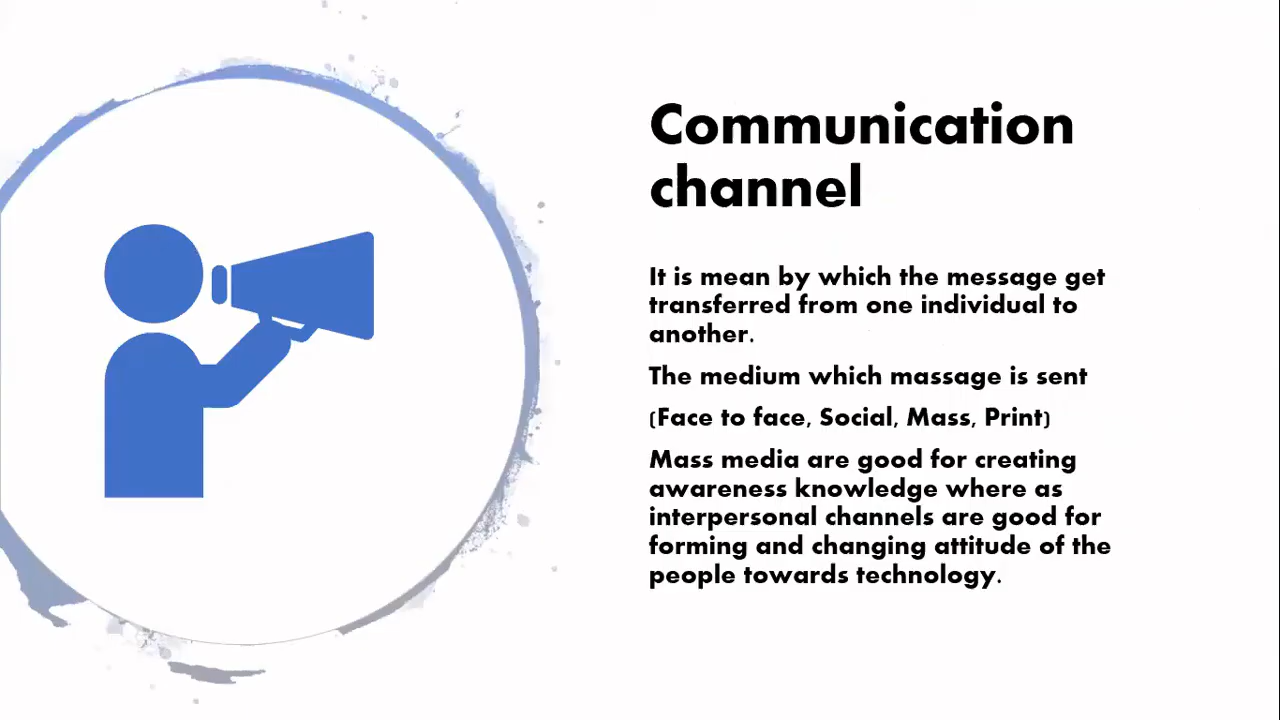 Communication
channel
It is mean by which the message get
transferred from one individual to
another.
The medium which massage is sent
(Face to face, Social, Mass, Print)
Mass media are good for creating
awareness knowledge where as
interpersonal channels are good for
forming and changing attitude of the
people towards technology.